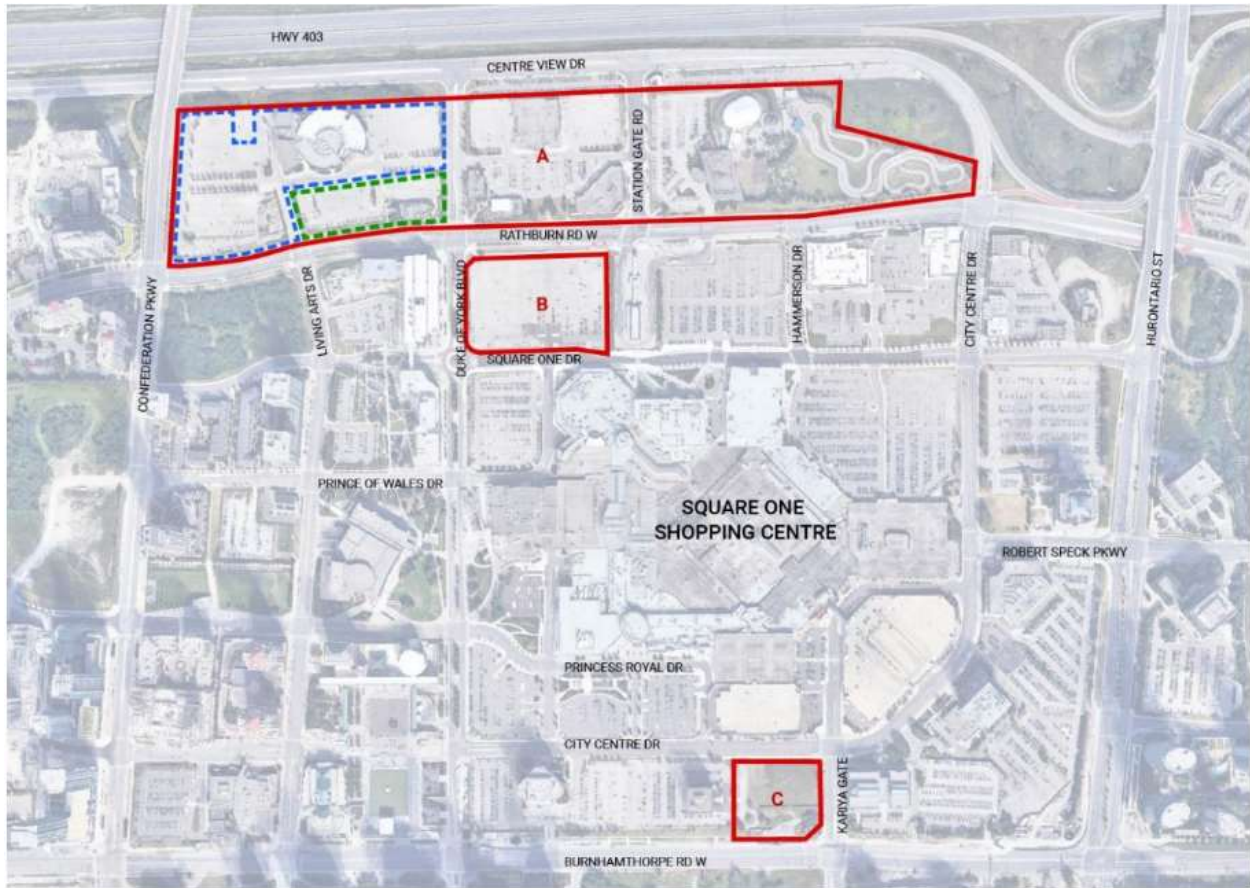 HWY 403
CENTRE VIEW DR
STATION GATE RD
A
RATHBURN RD W
CONFEDERATION PKWY
LIVING ARTS DR
DUKE OF YORK BLVD
B
HAMMERSON DR
CITY CENTRE DR
HURONTARIO ST
SQUARE ONE DR
PRINCE OF WALES DR
SQUARE ONE
SHOPPING CENTRE
ROBERT SPECK PKWY
PRINCESS ROYAL DR
CITY CENTRE DR
C
KARIYA GATE
BURNHAMTHORPE RD W